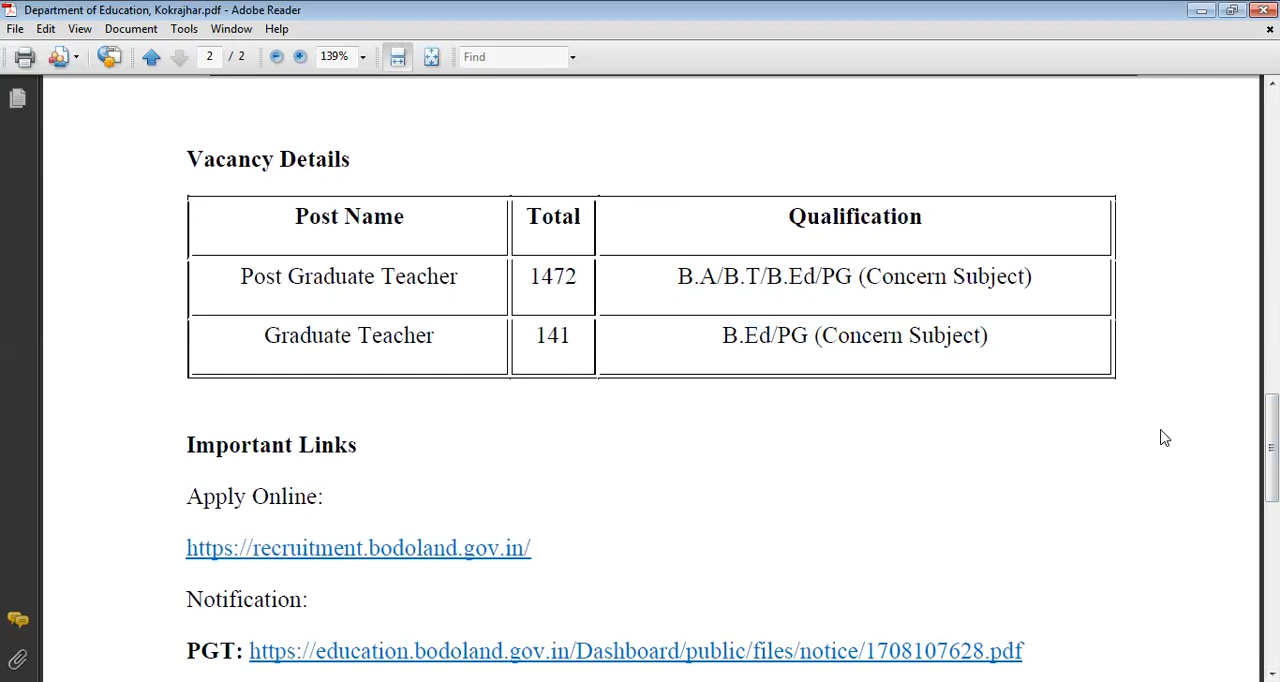 Department of Education, Kokrajhar.pdf - Adobe Reader
File Edit View Document Tools Window Help
2 / 2 139% Find
Vacancy Details
Post Name Total Qualification
Post Graduate Teacher 1472 B.A/B.T/B.Ed/PG (Concern Subject)
Graduate Teacher 141 B.Ed/PG (Concern Subject)
Important Links
Apply Online:
https://recruitment.bodoland.gov.in/
Notification:
PGT: https://education.bodoland.gov.in/Dashboard/public/files/notice/1708107628.pdf